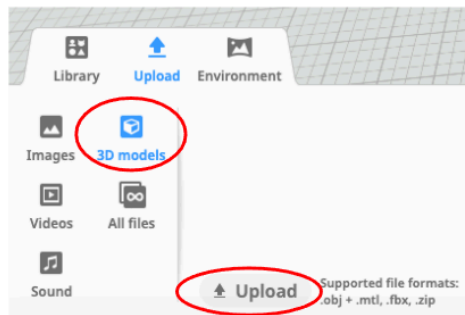 Library Upload Environment
Images 3D models
Videos All files
Sound
Upload
Supported file formats:
.obj + .mtl, .fbx, .zip